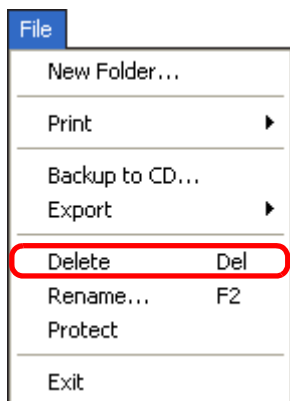 File
New Folder...
Print
Backup to CD...
Export
Delete Del
Rename... F2
Protect
Exit